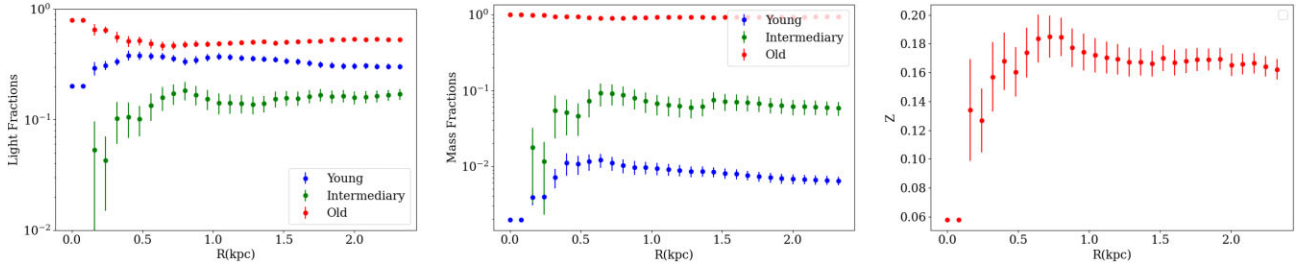 Light Fractions
10⁰
10⁻¹
10⁻²
Young
Intermediary
Old
0.0 0.5 1.0 1.5 2.0
R(kpc)
Mass Fractions
10⁰
10⁻¹
10⁻²
Young
Intermediary
Old
0.0 0.5 1.0 1.5 2.0
R(kpc)
Z
0.20
0.18
0.16
0.14
0.12
0.10
0.08
0.06
0.0 0.5 1.0 1.5 2.0
R(kpc)